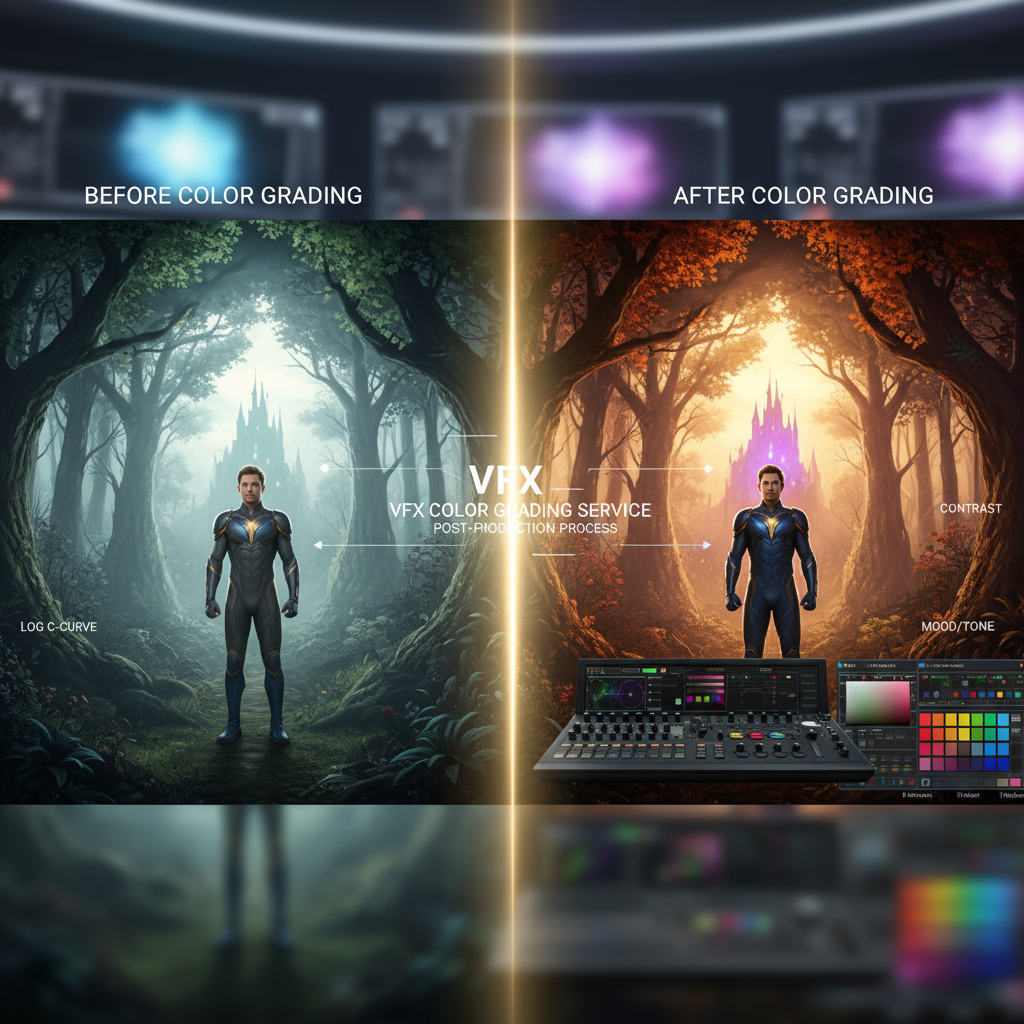 BEFORE COLOR GRADING
AFTER COLOR GRADING
VFX
VFX COLOR GRADING SERVICE
POST-PRODUCTION PROCESS
CONTRAST
LOG C-CURVE
MOOD/TONE